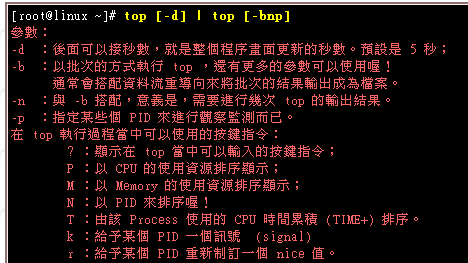 [root@linux ~]# top [-d] | top [-bnp]
參數：
-d ：後面可以接秒數，就是整個程序畫面更新的秒數。預設是 5 秒；
-b ：以批次的方式執行 top ，還有更多的參數可以使用喔！
通常會搭配資料流重導向來將批次的結果輸出成為檔案。
-n ：與 -b 搭配，意義是，需要進行幾次 top 的輸出結果。
-p ：指定某些個 PID 來進行觀察監測而已。
在 top 執行過程當中可以使用的按鍵指令：
? ：顯示在 top 當中可以輸入的按鍵指令；
P ：以 CPU 的使用資源排序顯示；
M ：以 Memory 的使用資源排序顯示；
N ：以 PID 來排序喔！
T ：由該 Process 使用的 CPU 時間累積 (TIME+) 排序。
k ：給予某個 PID 一個訊號 (signal)
r ：給予某個 PID 重新制訂一個 nice 值。